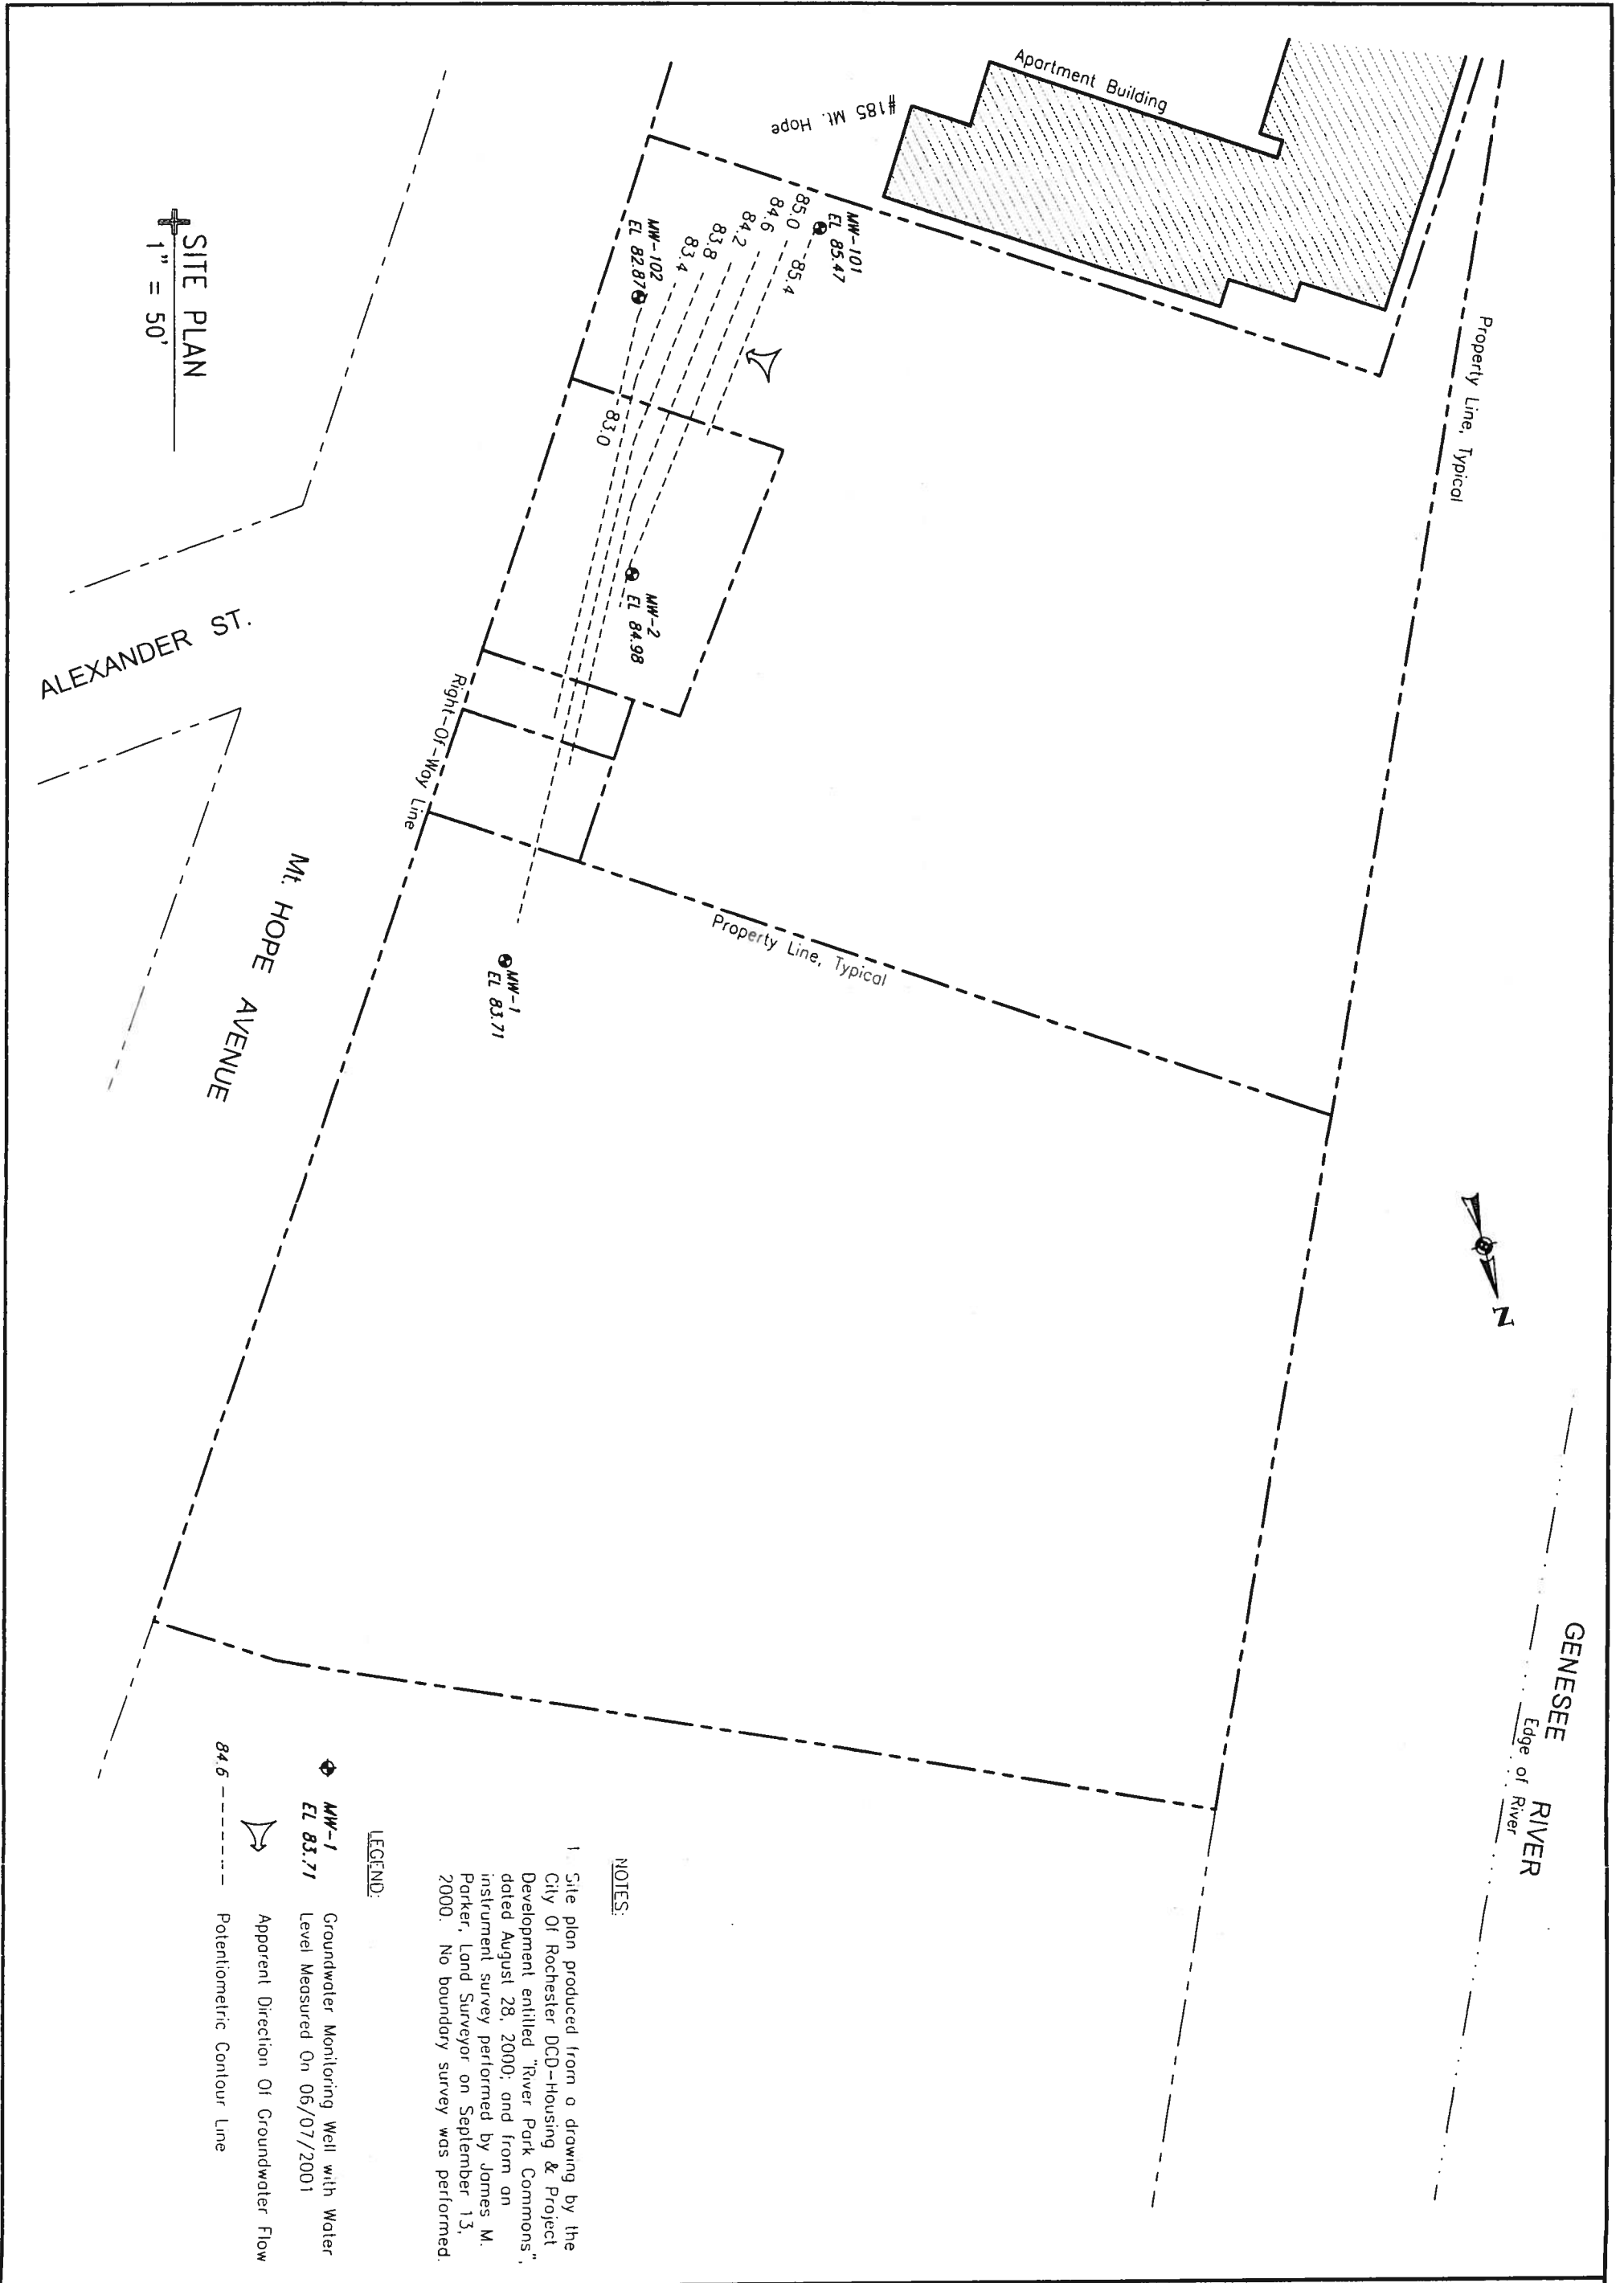 Apartment Building
#185 Mt. Hope
Property Line, Typical
MW-101
EL 85.47
85.4
85.0
84.6
84.2
83.8
83.4
MW-102
EL 82.87
83.0
MW-2
EL 84.98
Right-Of-Way Line
Property Line, Typical
MW-1
EL 83.71
SITE PLAN
1" = 50'
ALEXANDER ST.
Mt. HOPE AVENUE
N
GENESEE RIVER
Edge of River
NOTES:
1. Site plan produced from a drawing by the
City Of Rochester DCD-Housing & Project
Development entitled "River Park Commons",
dated August 28, 2000; and from an
instrument survey performed by James M.
Parker, Land Surveyor on September 13,
2000. No boundary survey was performed.
LEGEND:
MW-1
EL 83.71
Groundwater Monitoring Well with Water
Level Measured On 06/07/2001
Apparent Direction Of Groundwater Flow
84.6 Potentiometric Contour Line